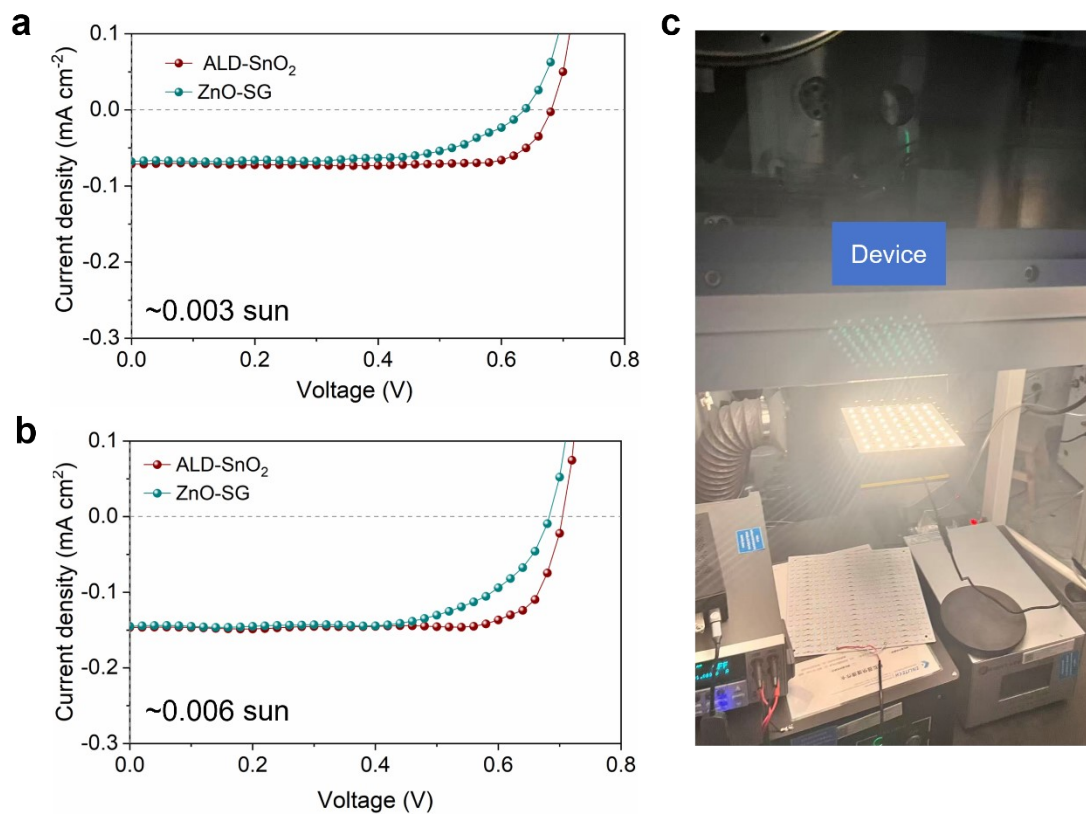 a
Current density (mA cm⁻²)
0.1
0.0
-0.1
-0.2
-0.3
ALD-SnO₂
ZnO-SG
~0.003 sun
0.0 0.2 0.4 0.6 0.8
Voltage (V)
b
Current density (mA cm²)
0.1
0.0
-0.1
-0.2
-0.3
ALD-SnO₂
ZnO-SG
~0.006 sun
0.0 0.2 0.4 0.6 0.8
Voltage (V)
c
Device